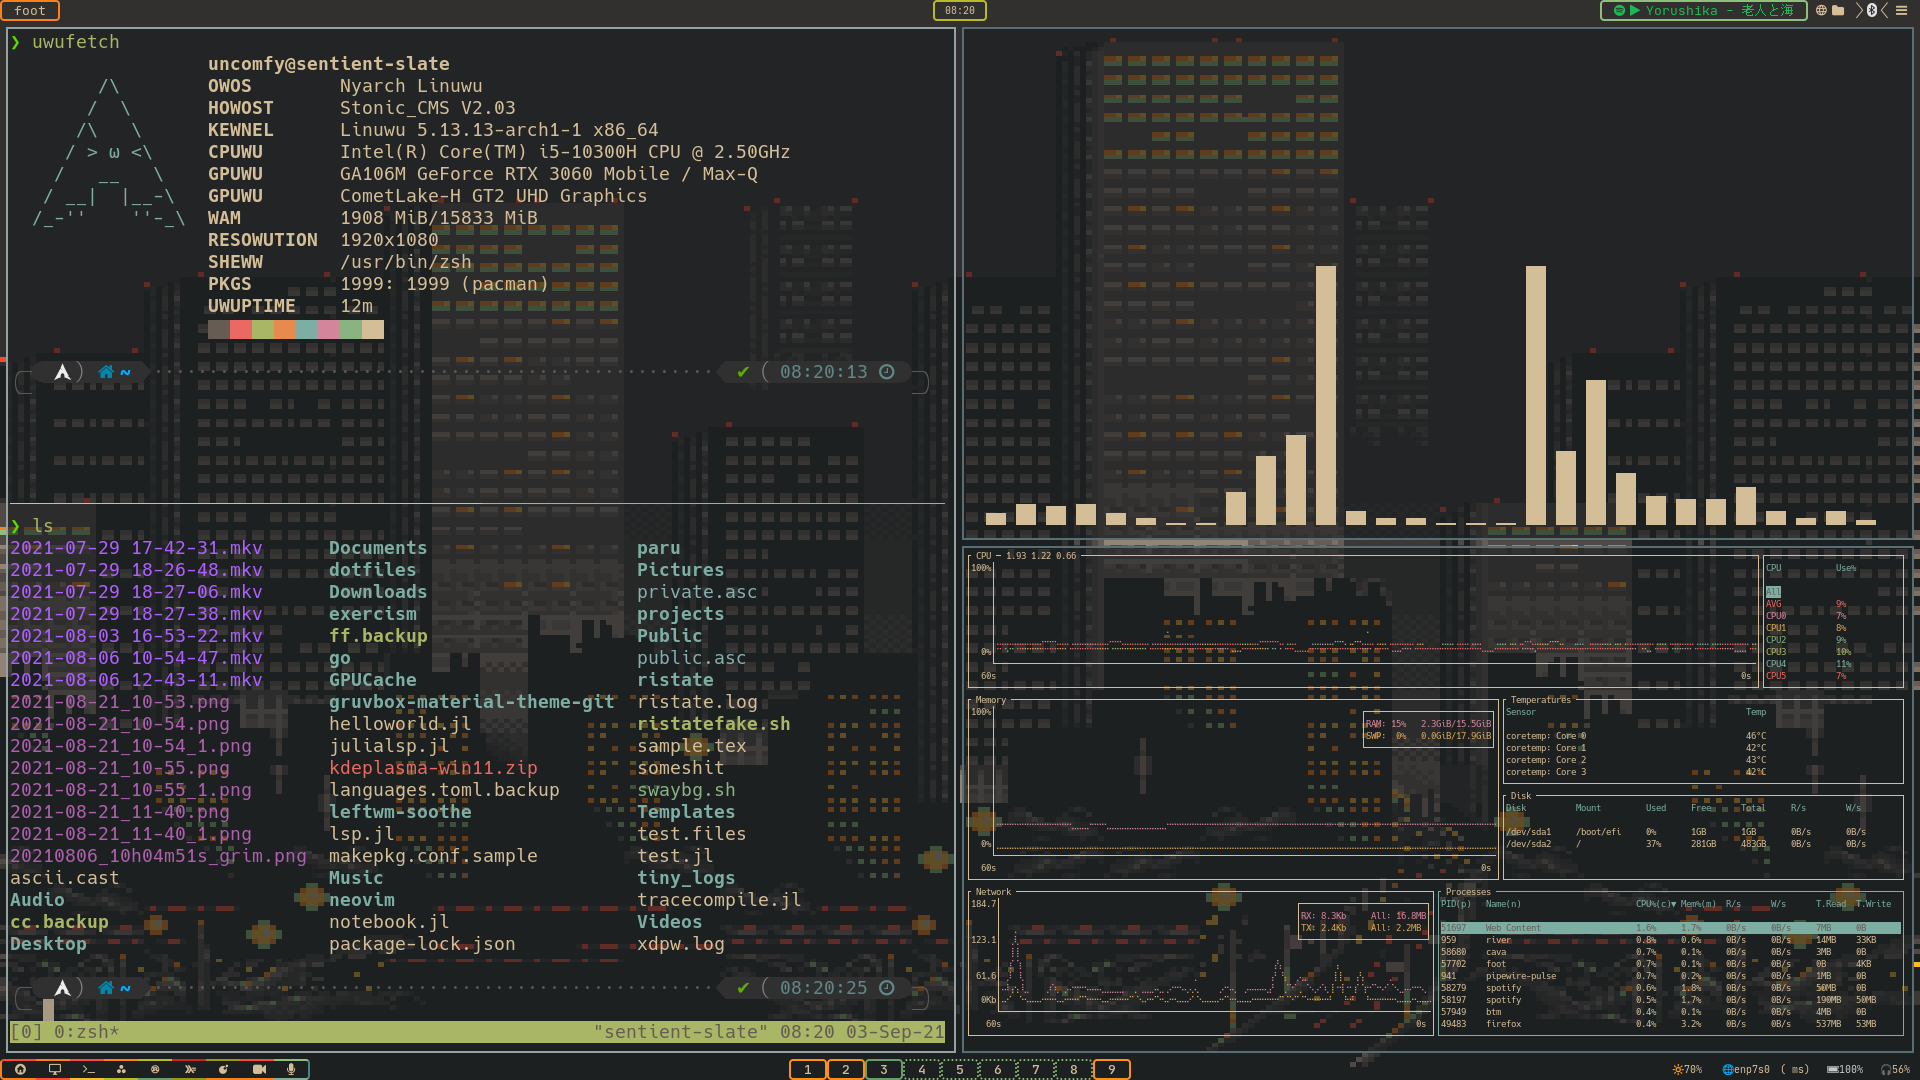 foot
08:20
Yorushika - 老人と海
❯ uwufetch
uncomfy@sentient-slate
OWOS Nyarch Linuwu
HOWOST Stonic_CMS V2.03
KEWNEL Linuwu 5.13.13-arch1-1 x86_64
CPUWU Intel(R) Core(TM) i5-10300H CPU @ 2.50GHz
GPUWU GA106M GeForce RTX 3060 Mobile / Max-Q
GPUWU CometLake-H GT2 UHD Graphics
WAM 1908 MiB/15833 MiB
RESOWUTION 1920x1080
SHEWW /usr/bin/zsh
PKGS 1999: 1999 (pacman)
UWUPTIME 12m
~ ✔ 08:20:13
❯ ls
2021-07-29 17-42-31.mkv Documents paru
2021-07-29 18-26-48.mkv dotfiles Pictures
2021-07-29 18-27-06.mkv Downloads private.asc
2021-07-29 18-27-38.mkv exercism projects
2021-08-03 16-53-22.mkv ff.backup Public
2021-08-06 10-54-47.mkv go public.asc
2021-08-06 12-43-11.mkv GPUCache ristate
2021-08-21_10-53.png gruvbox-material-theme-git ristate.log
2021-08-21_10-54.png helloworld.jl ristatefake.sh
2021-08-21_10-54_1.png julialsp.jl sample.tex
2021-08-21_10-55.png kdeplasma-win11.zip someshit
2021-08-21_10-55_1.png languages.toml.backup swaybg.sh
2021-08-21_11-40.png leftwm-soothe Templates
2021-08-21_11-40_1.png lsp.jl test.files
20210806_10h04m51s_grim.png makepkg.conf.sample test.jl
ascii.cast Music tiny_logs
Audio neovim tracecompile.jl
cc.backup notebook.jl Videos
Desktop package-lock.json xdpw.log
~ ✔ 08:20:25
[0] 0:zsh* "sentient-slate" 08:20 03-Sep-21
CPU 1.93 1.22 0.66
100%
0%
60s 0s
CPU Use%
All
AVG 9%
CPU0 7%
CPU1 8%
CPU2 9%
CPU3 10%
CPU4 11%
CPU5 7%
Memory
100%
RAM: 15% 2.3GiB/15.5GiB
SWP: 0% 0.0GiB/17.9GiB
0%
60s 0s
Temperatures
Sensor Temp
coretemp: Core 0 46°C
coretemp: Core 1 42°C
coretemp: Core 2 43°C
coretemp: Core 3 42°C
Disk
Disk Mount Used Free Total R/s W/s
/dev/sda1 /boot/efi 0% 1GB 1GB 0B/s 0B/s
/dev/sda2 / 37% 281GB 483GB 0B/s 0B/s
Network
184.7
RX: 8.3Kb All: 16.8MB
TX: 2.4Kb All: 2.2MB
123.1
61.6
0Kb
60s 0s
Processes
PID(p) Name(n) CPU%(c)▼ Mem%(m) R/s W/s T.Read T.Write
51697 Web Content 1.6% 1.7% 0B/s 0B/s 7MB 0B
959 river 0.8% 0.6% 0B/s 0B/s 14MB 33KB
58680 cava 0.7% 0.1% 0B/s 0B/s 3MB 0B
57702 foot 0.7% 0.1% 0B/s 0B/s 0B 4KB
941 pipewire-pulse 0.7% 0.2% 0B/s 0B/s 1MB 0B
58279 spotify 0.6% 1.8% 0B/s 0B/s 50MB 0B
58197 spotify 0.5% 1.7% 0B/s 0B/s 190MB 50MB
57949 btm 0.4% 0.1% 0B/s 0B/s 4MB 0B
49483 firefox 0.4% 3.2% 0B/s 0B/s 537MB 53MB
1 2 3 4 5 6 7 8 9
70% enp7s0 ( ms) 100% 56%